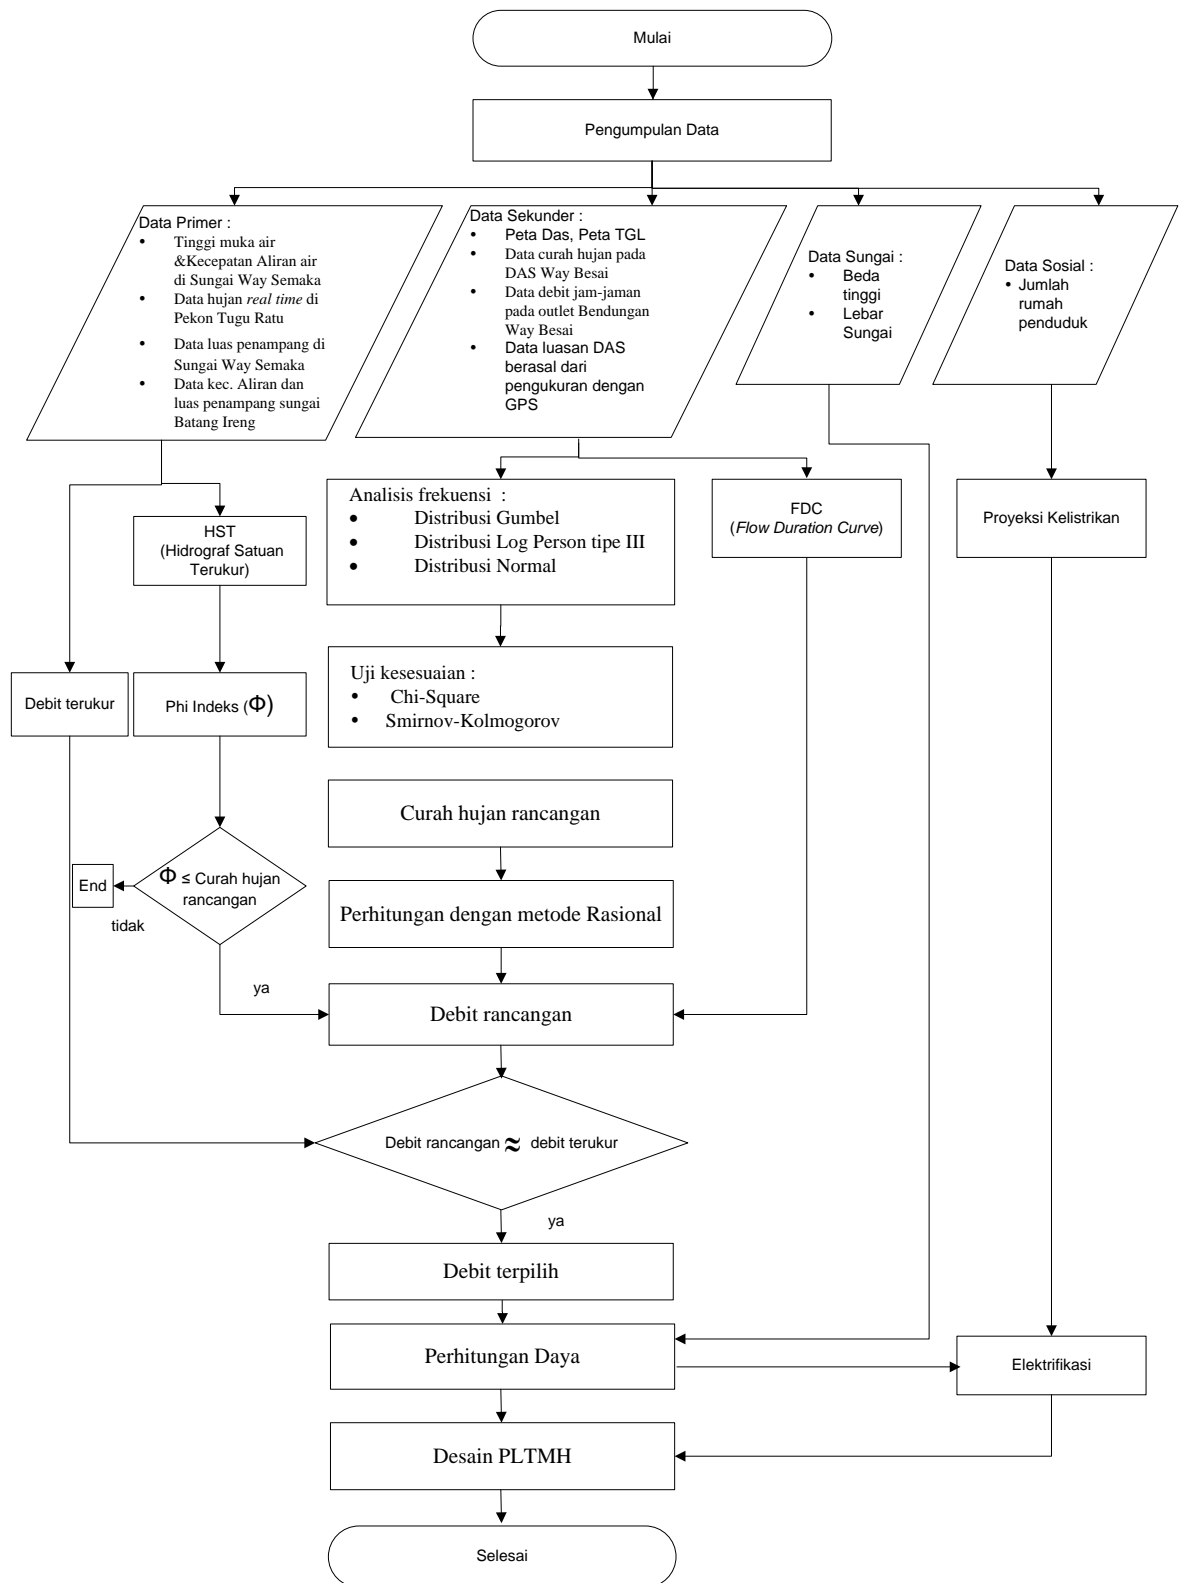 Mulai
Pengumpulan Data
Data Primer :
• Tinggi muka air
&Kecepatan Aliran air
di Sungai Way Semaka
• Data hujan real time di
Pekon Tugu Ratu
• Data luas penampang di
Sungai Way Semaka
• Data kec. Aliran dan
luas penampang sungai
Batang Ireng
Data Sekunder :
• Peta Das, Peta TGL
• Data curah hujan pada
DAS Way Besai
• Data debit jam-jaman
pada outlet Bendungan
Way Besai
• Data luasan DAS
berasal dari
pengukuran dengan
GPS
Data Sungai :
• Beda
tinggi
• Lebar
Sungai
Data Sosial :
• Jumlah
rumah
penduduk
HST
(Hidrograf Satuan
Terukur)
Analisis frekuensi :
• Distribusi Gumbel
• Distribusi Log Person tipe III
• Distribusi Normal
FDC
(Flow Duration Curve)
Proyeksi Kelistrikan
Debit terukur
Phi Indeks (Φ)
Uji kesesuaian :
• Chi-Square
• Smirnov-Kolmogorov
Curah hujan rancangan
End
Φ ≤ Curah hujan
rancangan
tidak
Perhitungan dengan metode Rasional
ya
Debit rancangan
Debit rancangan ≈ debit terukur
ya
Debit terpilih
Perhitungan Daya
Elektrifikasi
Desain PLTMH
Selesai